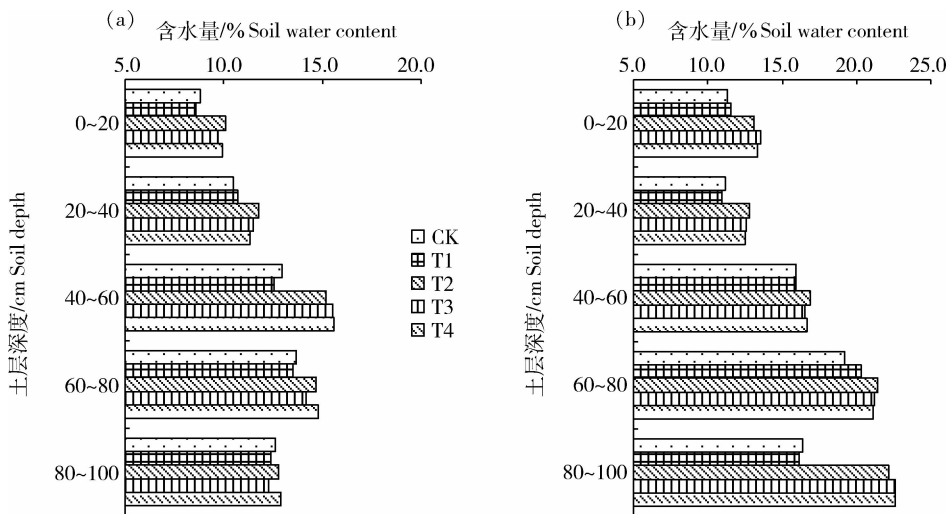 (a)
含水量/% Soil water content
5.0 10.0 15.0 20.0
土层深度/cm Soil depth
0~20
20~40
40~60
60~80
80~100
CK
T1
T2
T3
T4
(b)
含水量/% Soil water content
5.0 10.0 15.0 20.0 25.0
土层深度/cm Soil depth
0~20
20~40
40~60
60~80
80~100